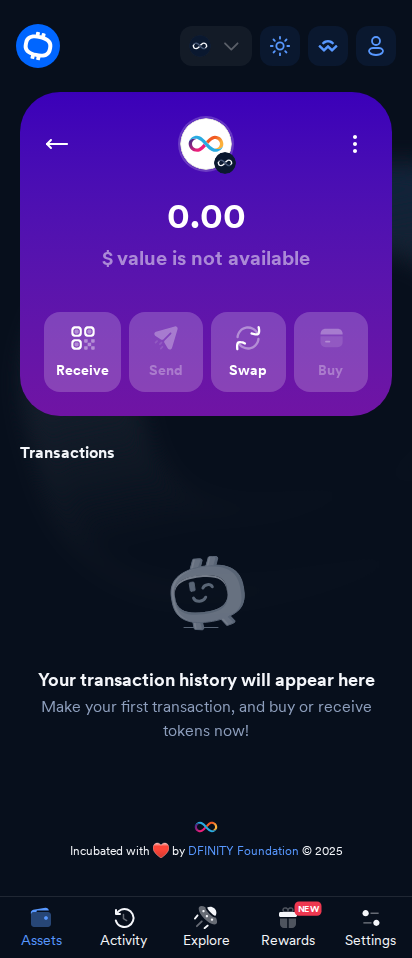 0.00
$ value is not available
Receive
Send
Swap
Buy
Transactions
Your transaction history will appear here
Make your first transaction, and buy or receive
tokens now!
Incubated with ❤️ by DFINITY Foundation © 2025
NEW
Assets
Activity
Explore
Rewards
Settings